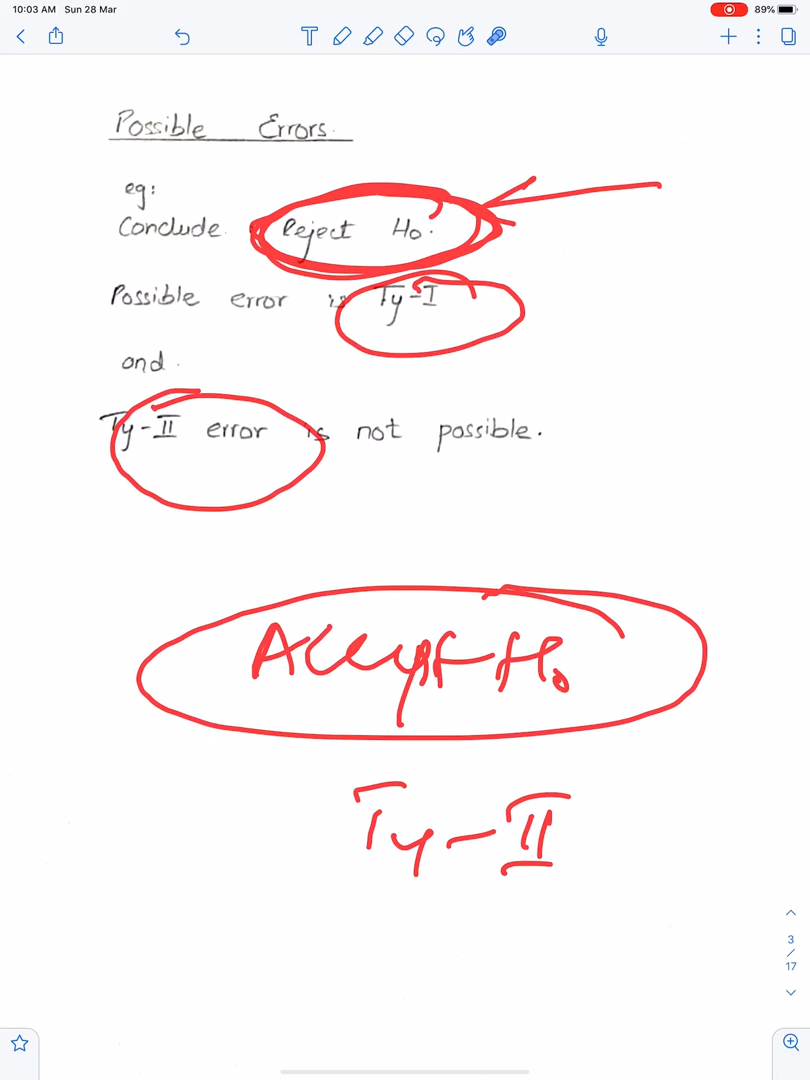 10:03 AM Sun 28 Mar
89%
Possible Errors.
eg:
Conclude Reject Ho.
Possible error is Ty-I
and.
Ty-II error is not possible.
Accept Ho
Ty-II
3
/
17